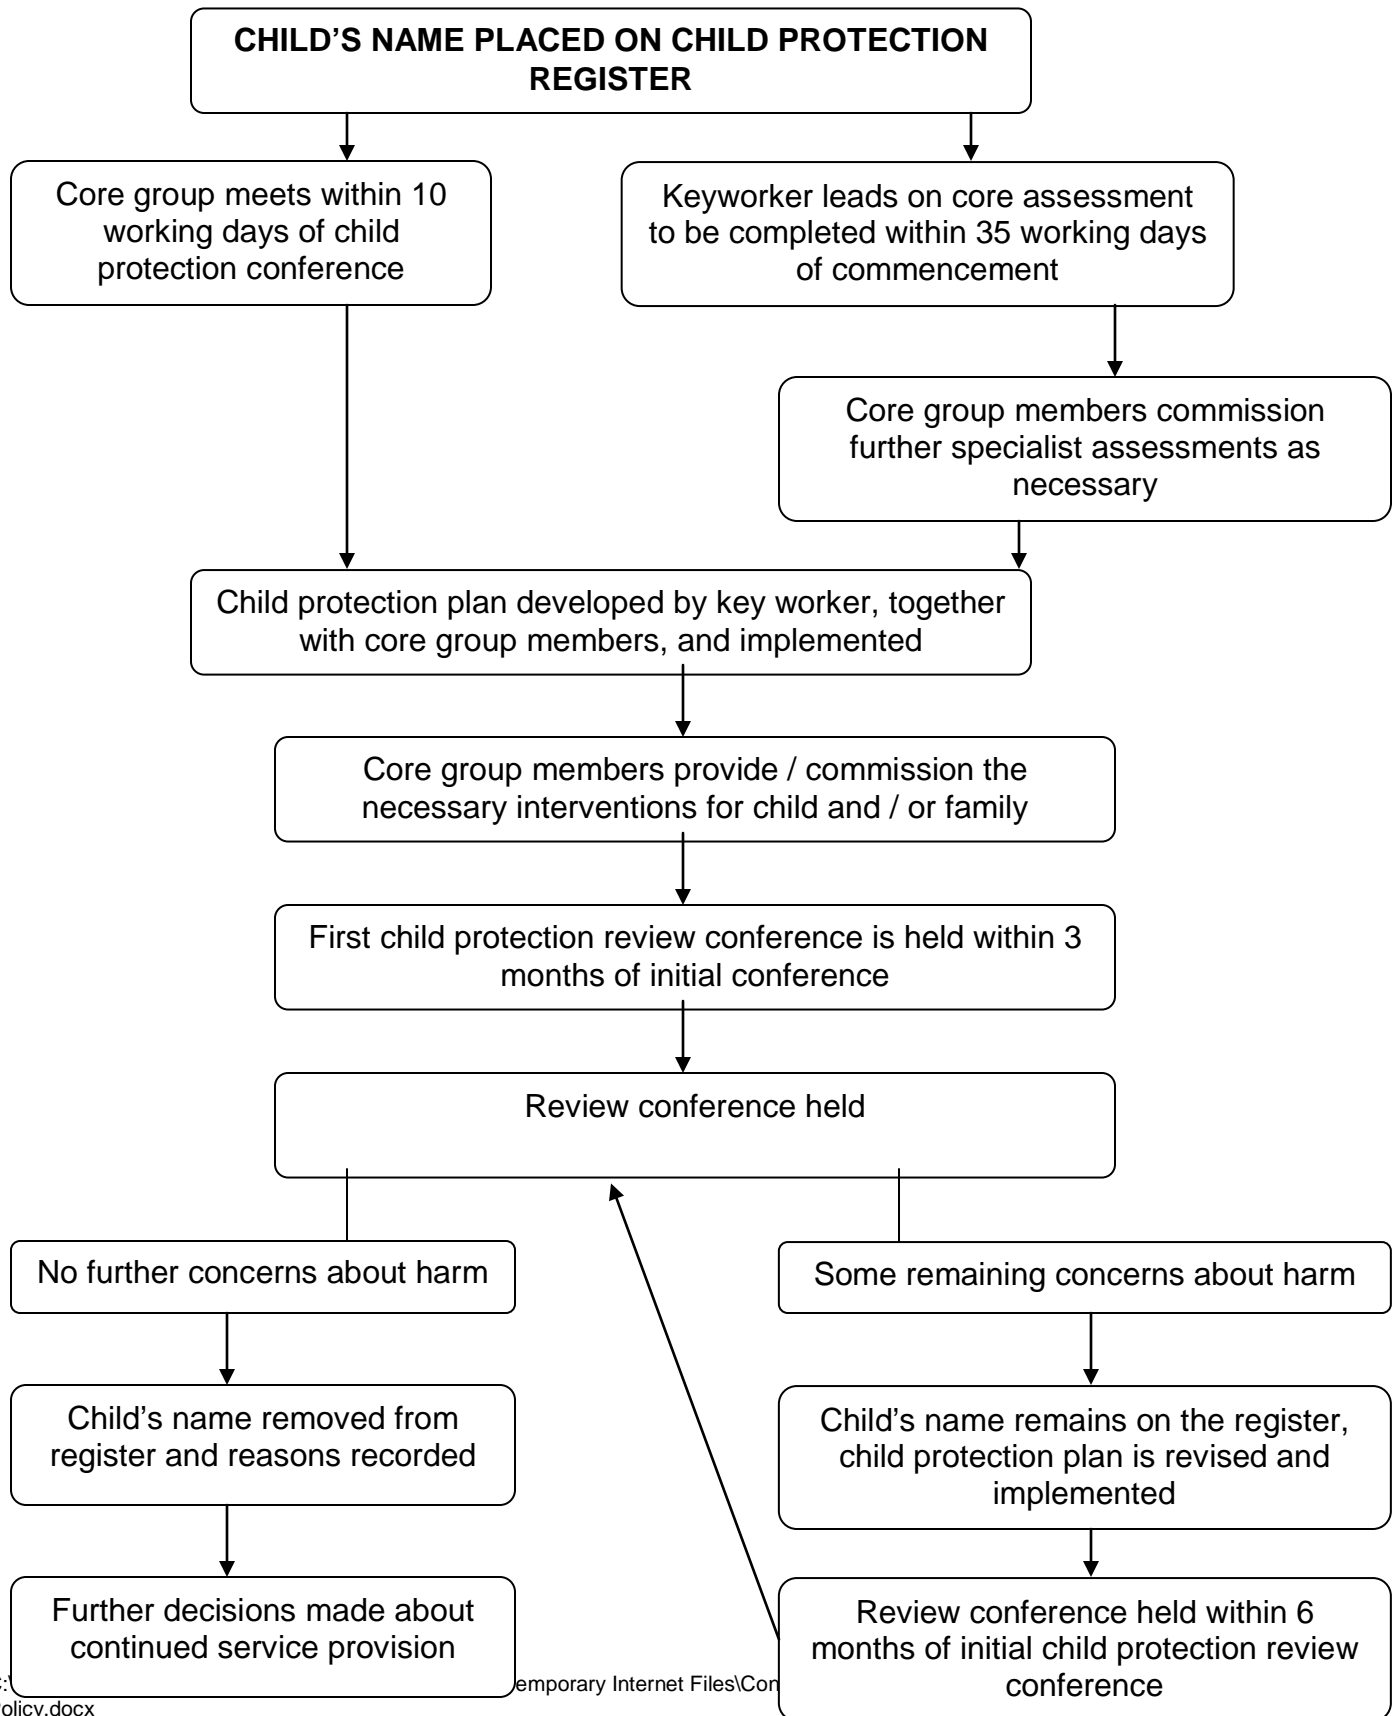 CHILD’S NAME PLACED ON CHILD PROTECTION
REGISTER
Core group meets within 10
working days of child
protection conference
Keyworker leads on core assessment
to be completed within 35 working days
of commencement
Core group members commission
further specialist assessments as
necessary
Child protection plan developed by key worker, together
with core group members, and implemented
Core group members provide / commission the
necessary interventions for child and / or family
First child protection review conference is held within 3
months of initial conference
Review conference held
No further concerns about harm
Some remaining concerns about harm
Child’s name removed from
register and reasons recorded
Child’s name remains on the register,
child protection plan is revised and
implemented
Further decisions made about
continued service provision
Review conference held within 6
months of initial child protection review
conference
:\ emporary Internet Files\Con
olicy.docx